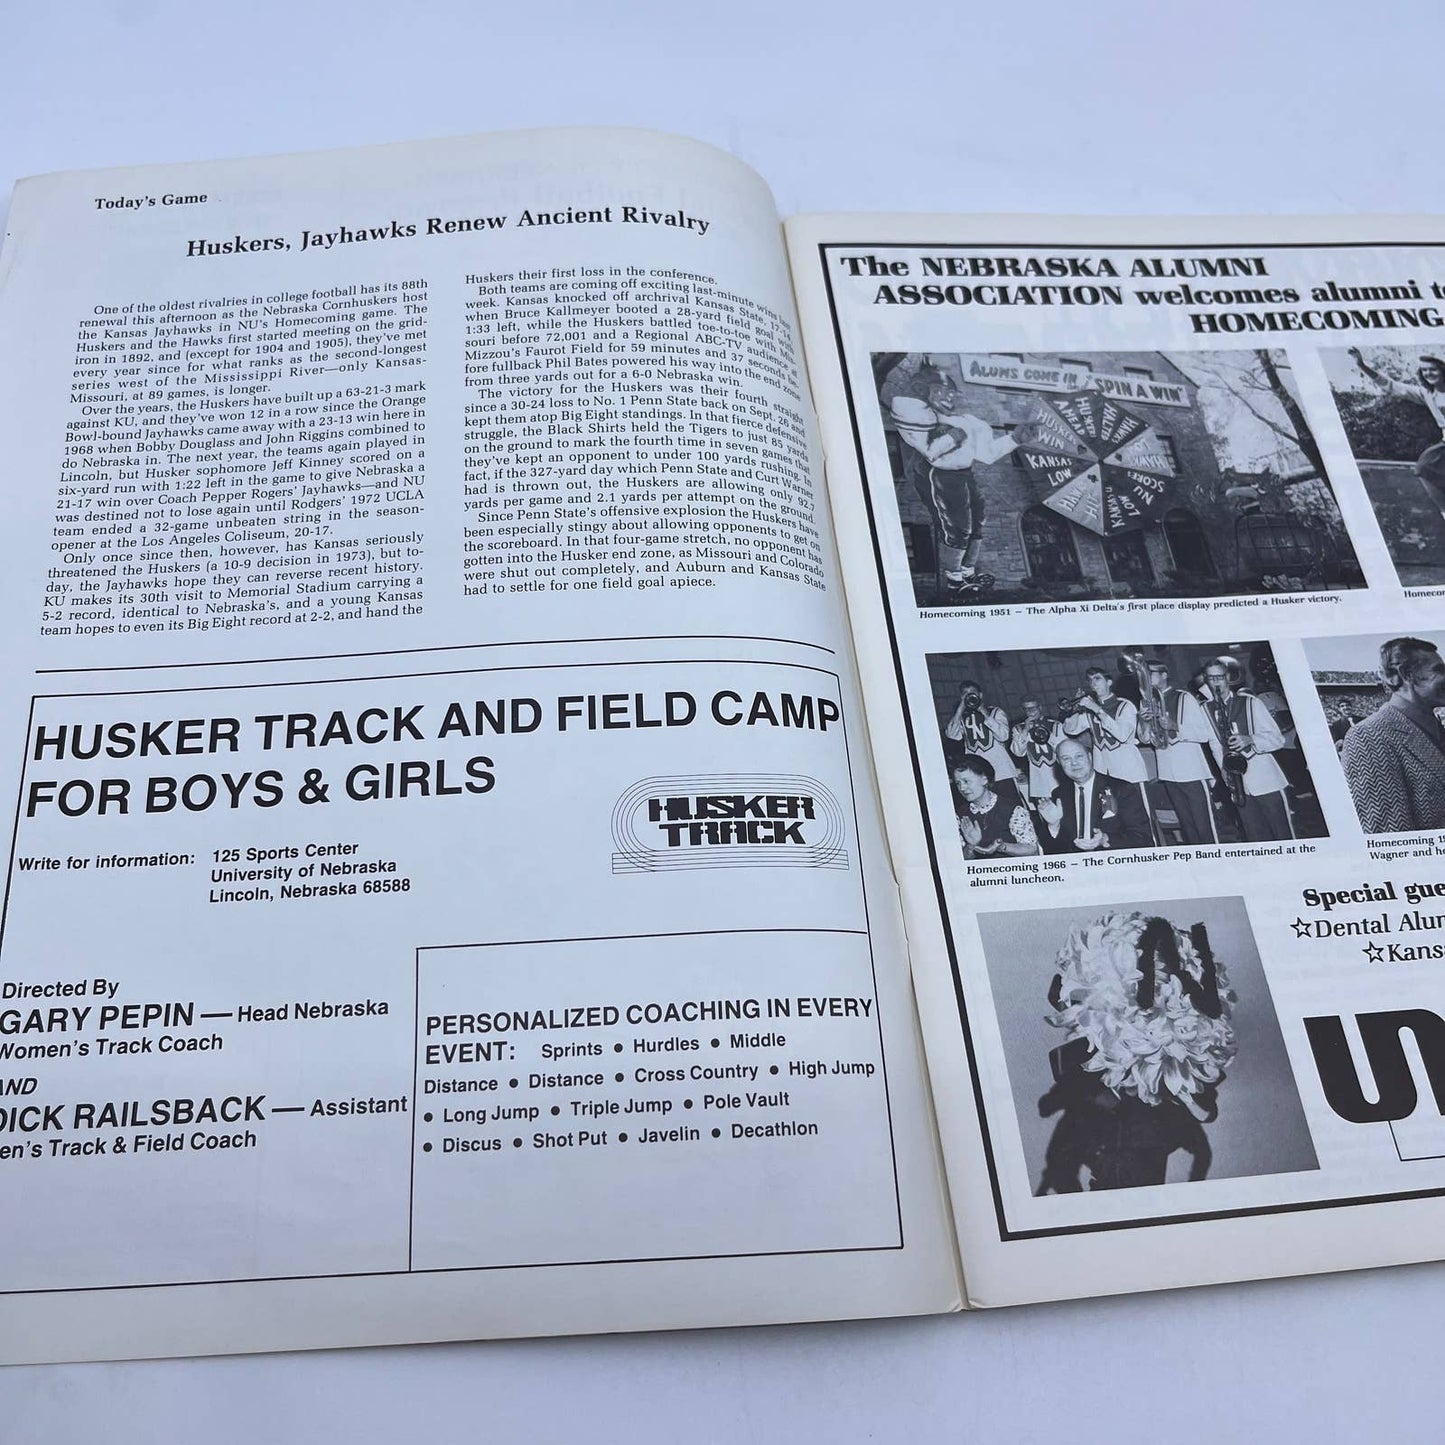 Today's Game
Huskers, Jayhawks Renew Ancient Rivalry
One of the oldest rivalries in college football has its 88th
renewal this afternoon as the Nebraska Cornhuskers host
the Kansas Jayhawks in NU's Homecoming game. The
Huskers and the Hawks first started meeting on the grid-
iron in 1892, and (except for 1904 and 1905), they've met
every year since for what ranks as the second-longest
series west of the Mississippi River—only Kansas-
Missouri, at 89 games, is longer.
Over the years, the Huskers have built up a 63-21-3 mark
against KU, and they've won 12 in a row since the Orange
Bowl-bound Jayhawks came away with a 23-13 win here in
1968 when Bobby Douglass and John Riggins combined to
do Nebraska in. The next year, the teams again played in
Lincoln, but Husker sophomore Jeff Kinney scored on a
six-yard run with 1:22 left in the game to give Nebraska a
21-17 win over Coach Pepper Rogers' Jayhawks—and NU
was destined not to lose again until Rodgers' 1972 UCLA
team ended a 32-game unbeaten string in the season-
opener at the Los Angeles Coliseum, 20-17.
Only once since then, however, has Kansas seriously
threatened the Huskers (a 10-9 decision in 1973), but to-
day, the Jayhawks hope they can reverse recent history.
KU makes its 30th visit to Memorial Stadium carrying a
5-2 record, identical to Nebraska's, and a young Kansas
team hopes to even its Big Eight record at 2-2, and hand the
Huskers their first loss in the conference.
Both teams are coming off exciting last-minute wins last
week. Kansas knocked off archrival Kansas State, 17-14,
when Bruce Kallmeyer booted a 28-yard field goal with
1:33 left, while the Huskers battled toe-to-toe with Mis-
souri before 72,001 and a Regional ABC-TV audience at
Mizzou's Faurot Field for 59 minutes and 37 seconds be-
fore fullback Phil Bates powered his way into the end zone
from three yards out for a 6-0 Nebraska win.
The victory for the Huskers was their fourth straight
since a 30-24 loss to No. 1 Penn State back on Sept. 26 and
kept them atop Big Eight standings. In that fierce defensive
struggle, the Black Shirts held the Tigers to just 85 yards
on the ground to mark the fourth time in seven games that
they've kept an opponent to under 100 yards rushing. In
fact, if the 327-yard day which Penn State and Curt Warner
had is thrown out, the Huskers are allowing only 92.7
yards per game and 2.1 yards per attempt on the ground.
Since Penn State's offensive explosion the Huskers have
been especially stingy about allowing opponents to get on
the scoreboard. In that four-game stretch, no opponent has
gotten into the Husker end zone, as Missouri and Colorado
were shut out completely, and Auburn and Kansas State
had to settle for one field goal apiece.
HUSKER TRACK AND FIELD CAMP
FOR BOYS & GIRLS
HUSKER
TRACK
Write for information: 125 Sports Center
University of Nebraska
Lincoln, Nebraska 68588
Directed By
GARY PEPIN — Head Nebraska
Women's Track Coach
AND
DICK RAILSBACK — Assistant
en's Track & Field Coach
PERSONALIZED COACHING IN EVERY
EVENT: Sprints • Hurdles • Middle
Distance • Distance • Cross Country • High Jump
• Long Jump • Triple Jump • Pole Vault
• Discus • Shot Put • Javelin • Decathlon
The NEBRASKA ALUMNI
ASSOCIATION welcomes alumni to
HOMECOMING
ALUMS COME IN
SPIN A WIN
HUSKER
WIN
KANSAS
LOW
KANSAS
LOW
NU
SCORES
Homecoming 1951 – The Alpha Xi Delta's first place display predicted a Husker victory.
Homecom
Homecoming 1966 – The Cornhusker Pep Band entertained at the
alumni luncheon.
Homecoming 19
Wagner and he
N
Special gue
☆Dental Alum
☆Kansa